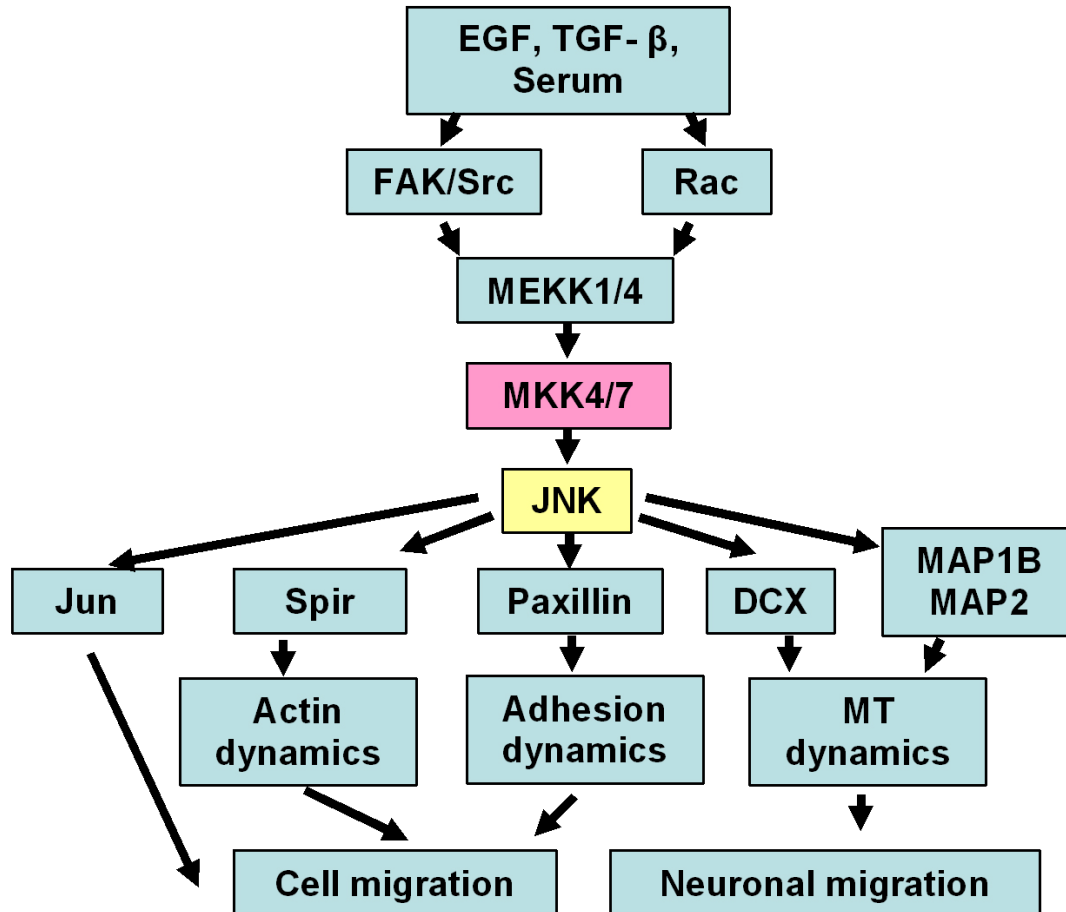 EGF, TGF- β,
Serum
FAK/Src
Rac
MEKK1/4
MKK4/7
JNK
Jun
Spir
Paxillin
DCX
MAP1B
MAP2
Actin
dynamics
Adhesion
dynamics
MT
dynamics
Cell migration
Neuronal migration